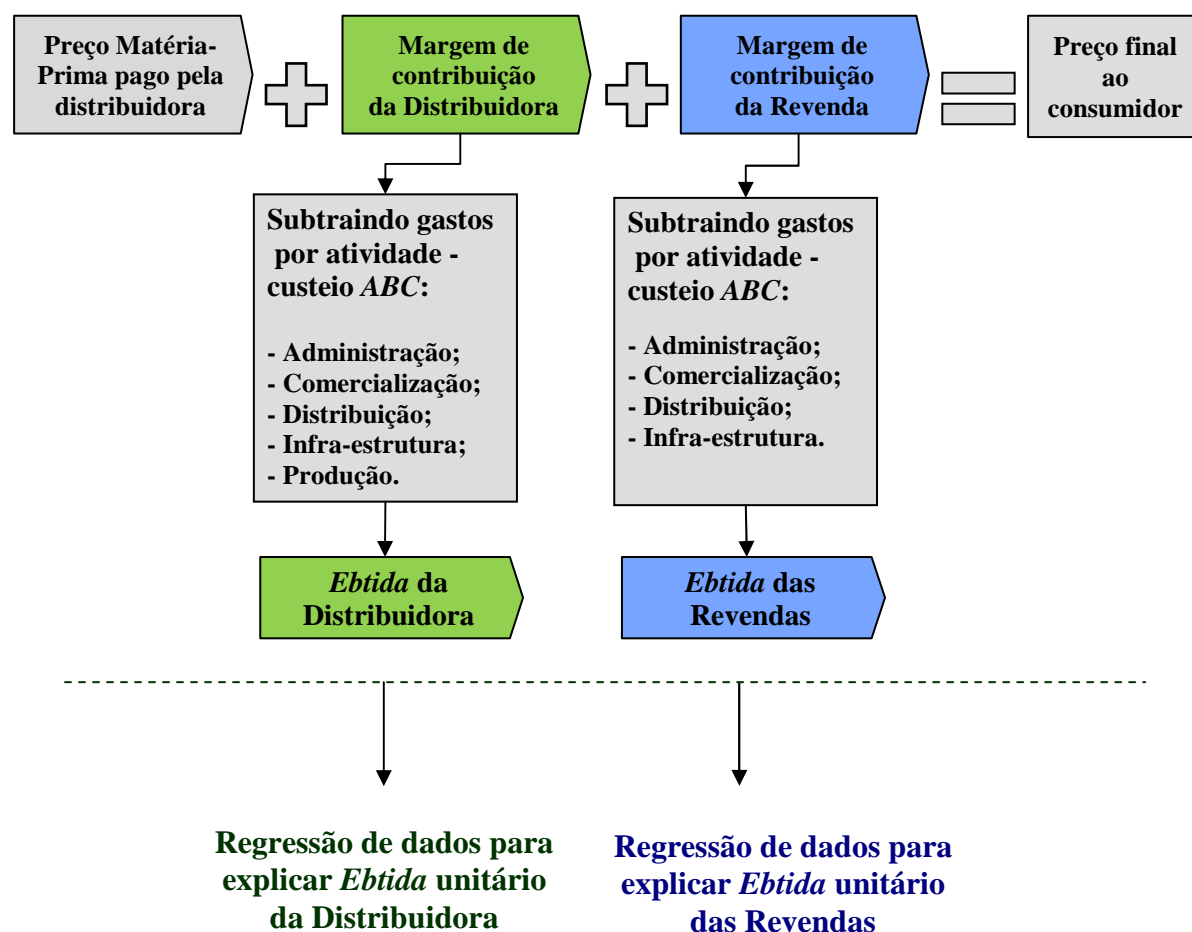 Preço Matéria-
Prima pago pela
distribuidora
Margem de
contribuição
da Distribuidora
Margem de
contribuição
da Revenda
Preço final
ao
consumidor
Subtraindo gastos
por atividade -
custeio ABC:
- Administração;
- Comercialização;
- Distribuição;
- Infra-estrutura;
- Produção.
Subtraindo gastos
por atividade -
custeio ABC:
- Administração;
- Comercialização;
- Distribuição;
- Infra-estrutura.
Ebtida da
Distribuidora
Ebtida das
Revendas
Regressão de dados para
explicar Ebtida unitário
da Distribuidora
Regressão de dados para
explicar Ebtida unitário
das Revendas